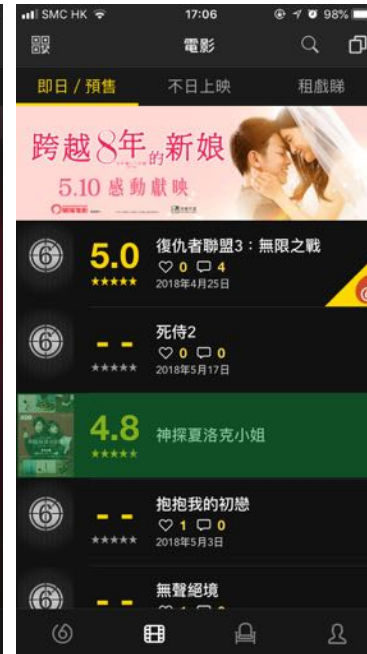 SMC HK 17:06 98%
電影
即日 / 預售 不日上映 租戲睇
跨越8年的新娘
5.10 感動獻映
5.0 復仇者聯盟3：無限之戰
0 4
2018年4月25日
-- 死侍2
0 0
2018年5月17日
4.8 神探夏洛克小姐
6 -- 抱抱我的初戀
1 0
2018年5月3日
-- 無聲絕境